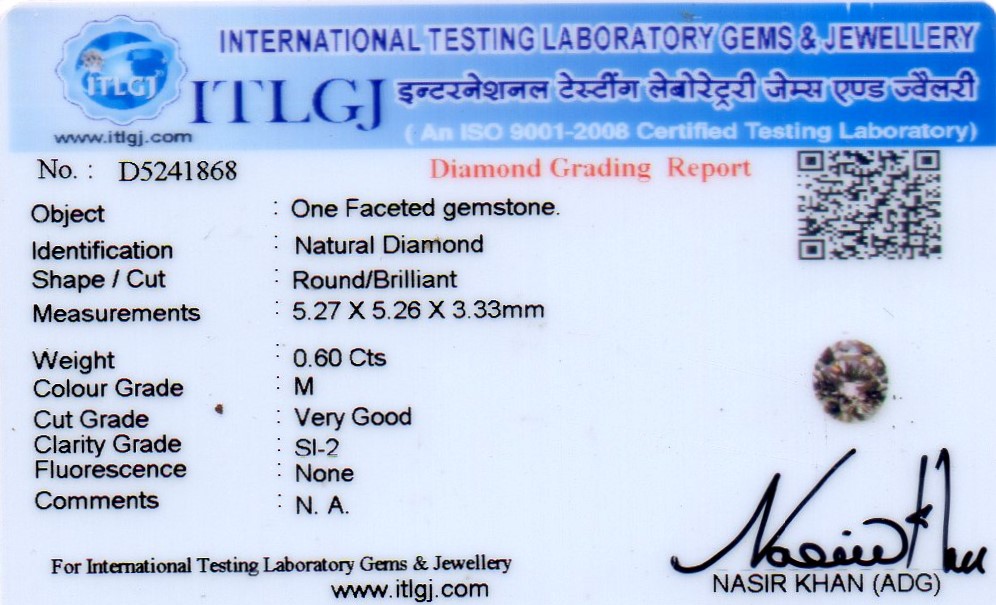 INTERNATIONAL TESTING LABORATORY GEMS & JEWELLERY
ITLGJ
ITLGJ
इन्टरनेशनल टेस्टींग लेबोरेट्ररी जेम्स एण्ड ज्वैलरी
www.itlgj.com
( An ISO 9001-2008 Certified Testing Laboratory)
No. : D5241868
Diamond Grading Report
Object : One Faceted gemstone.
Identification : Natural Diamond
Shape / Cut : Round/Brilliant
Measurements : 5.27 X 5.26 X 3.33mm
Weight : 0.60 Cts
Colour Grade : M
Cut Grade : Very Good
Clarity Grade : SI-2
Fluorescence : None
Comments : N. A.
Nasir Khan
For International Testing Laboratory Gems & Jewellery
www.itlgj.com
NASIR KHAN (ADG)